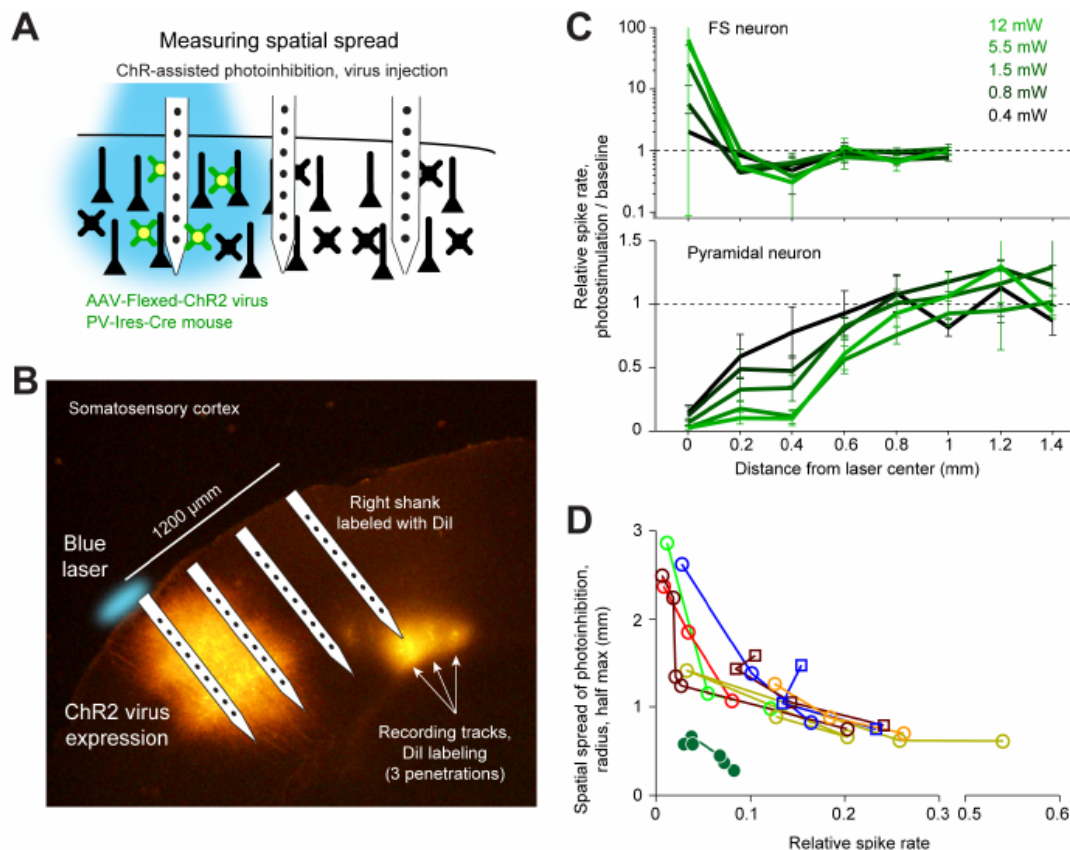 A
Measuring spatial spread
ChR-assisted photoinhibition, virus injection
AAV-Flexed-ChR2 virus
PV-Ires-Cre mouse
B
Somatosensory cortex
1200 µmm
Blue
laser
Right shank
labeled with DiI
ChR2 virus
expression
Recording tracks,
DiI labeling
(3 penetrations)
C
FS neuron
12 mW
5.5 mW
1.5 mW
0.8 mW
0.4 mW
100
10
1
0.1
Relative spike rate,
photostimulation / baseline
Pyramidal neuron
1.5
1
0.5
0
0 0.2 0.4 0.6 0.8 1 1.2 1.4
Distance from laser center (mm)
D
Spatial spread of photoinhibition,
radius, half max (mm)
3
2
1
0
0 0.1 0.2 0.3 0.5 0.6
Relative spike rate